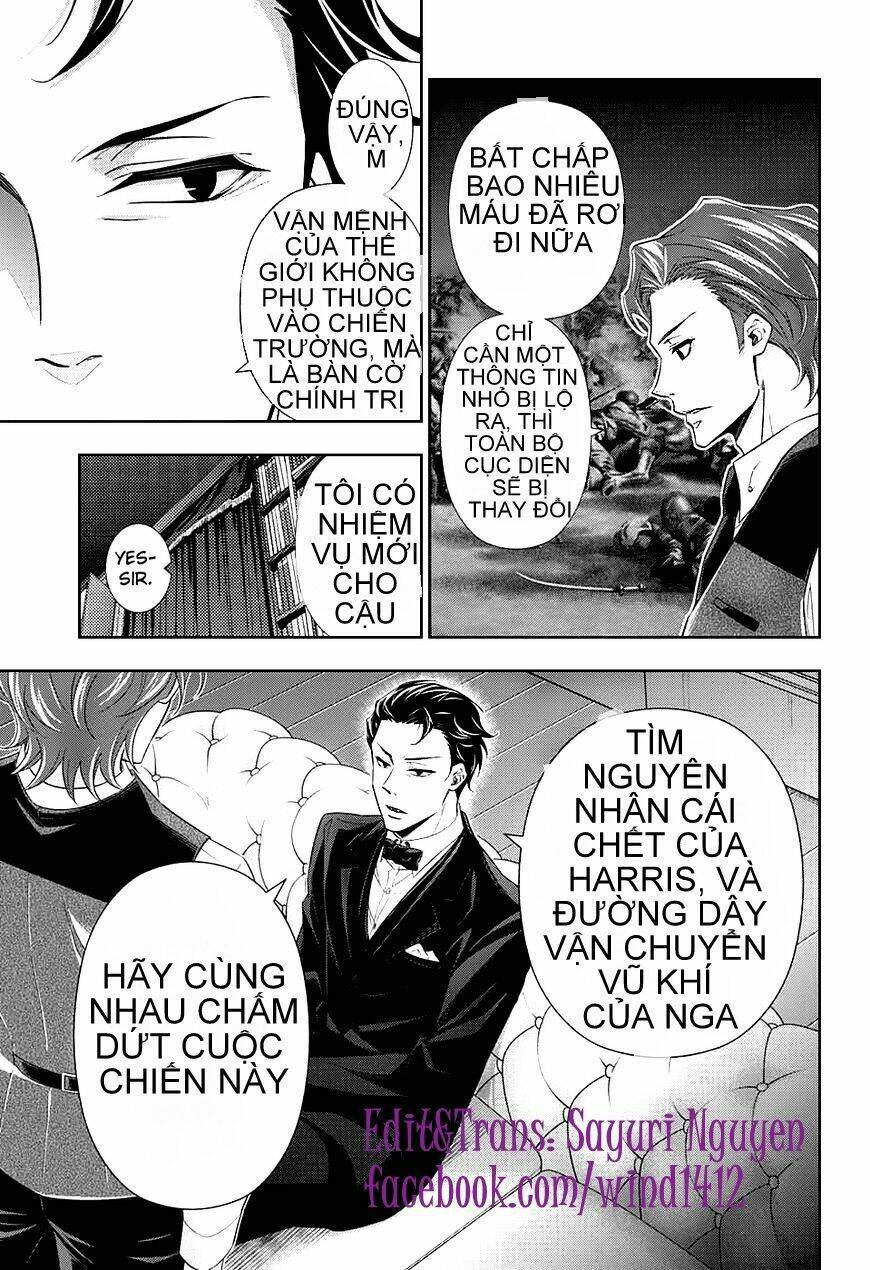 BẤT CHẤP
BAO NHIÊU
MÁU ĐÃ RƠI
ĐI NỮA
CHỈ
CẦN MỘT
THÔNG TIN
NHỎ BỊ LỘ
RA, THÌ
TOÀN BỘ
CỤC DIỆN
SẼ BỊ
THAY ĐỔI
ĐÚNG
VẬY,
M
VẬN MỆNH
CỦA THẾ
GIỚI KHÔNG
PHỤ THUỘC
VÀO CHIẾN
TRƯỜNG, MÀ
LÀ BÀN CỜ
CHÍNH TRỊ
TÔI CÓ
NHIỆM
VỤ MỚI
CHO
CẬU
YES-
SIR.
TÌM
NGUYÊN
NHÂN CÁI
CHẾT CỦA
HARRIS, VÀ
ĐƯỜNG DÂY
VẬN CHUYỂN
VŨ KHÍ
CỦA NGA
HÃY CÙNG
NHAU CHẤM
DỨT CUỘC
CHIẾN NÀY
Edit&Trans: Sayuri Nguyen
facebook.com/wind1412